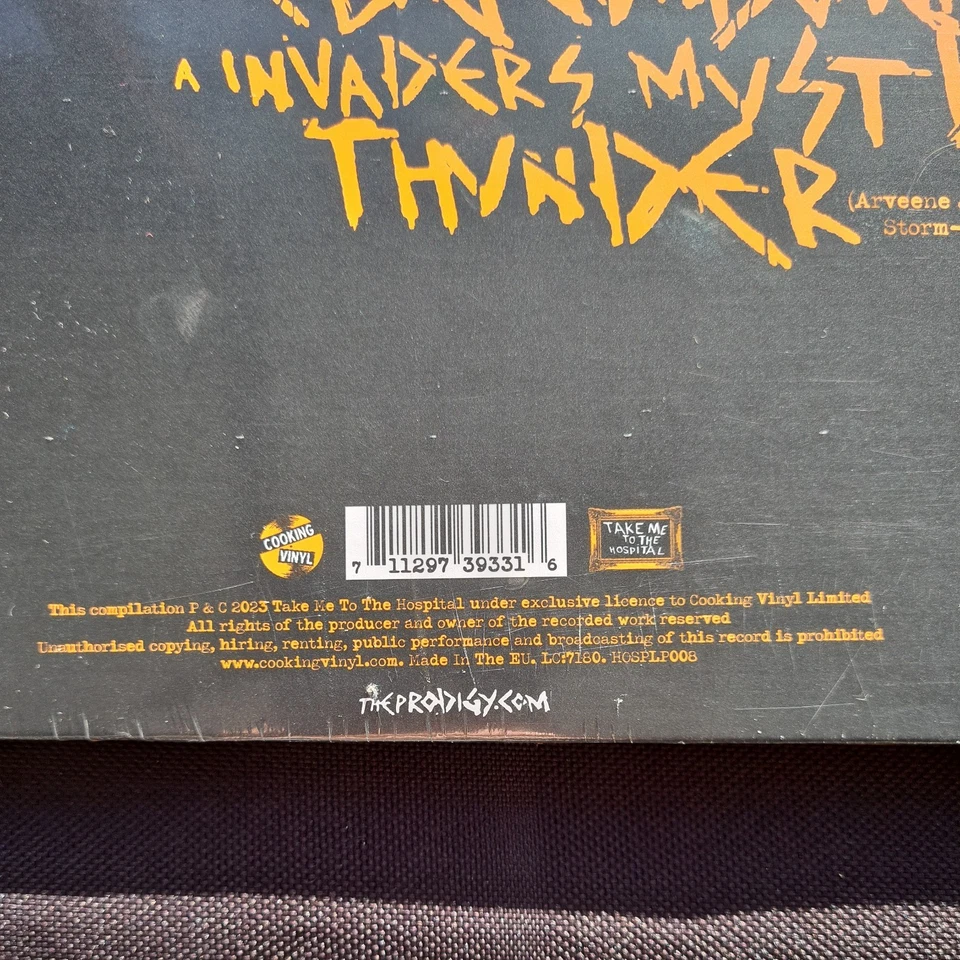 A INVADERS MUST
THUNDER
(Arveene
Storm-
COOKING
VINYL
7 11297 39331 6
TAKE ME
TO THE
HOSPITAL
This compilation P & C 2023 Take Me To The Hospital under exclusive licence to Cooking Vinyl Limited
All rights of the producer and owner of the recorded work reserved
Unauthorised copying, hiring, renting, public performance and broadcasting of this record is prohibited
www.cookingvinyl.com. Made In The EU. LC:7180. HOSPLP008
THEPRODIGY.COM